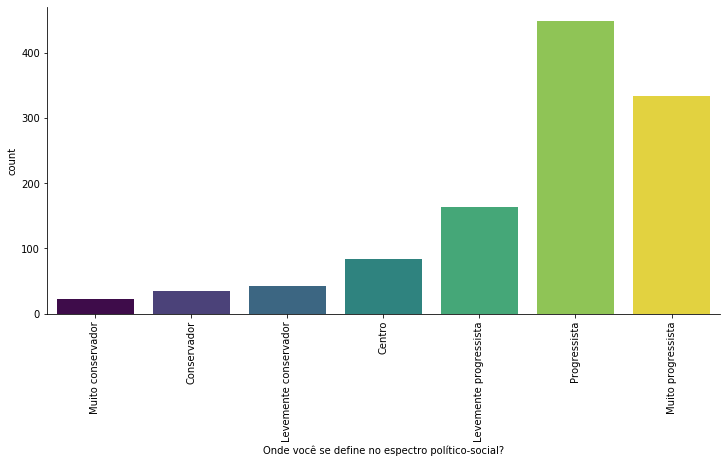 400
300
200
100
0
count
Muito conservador
Conservador
Levemente conservador
Centro
Levemente progressista
Progressista
Muito progressista
Onde você se define no espectro político-social?